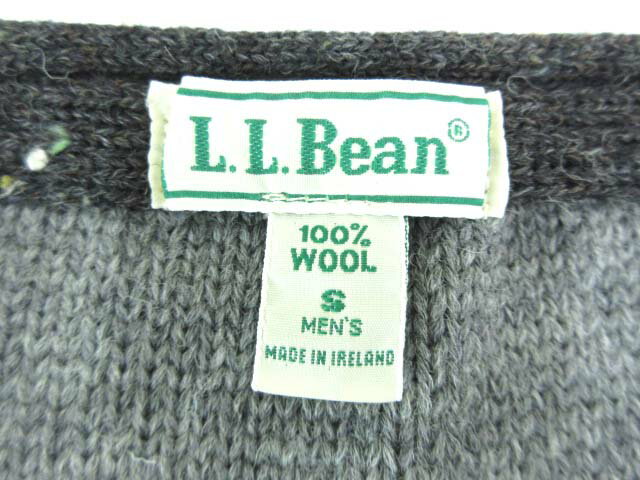 L.L.Bean®
100%
WOOL
S
MEN'S
MADE IN IRELAND